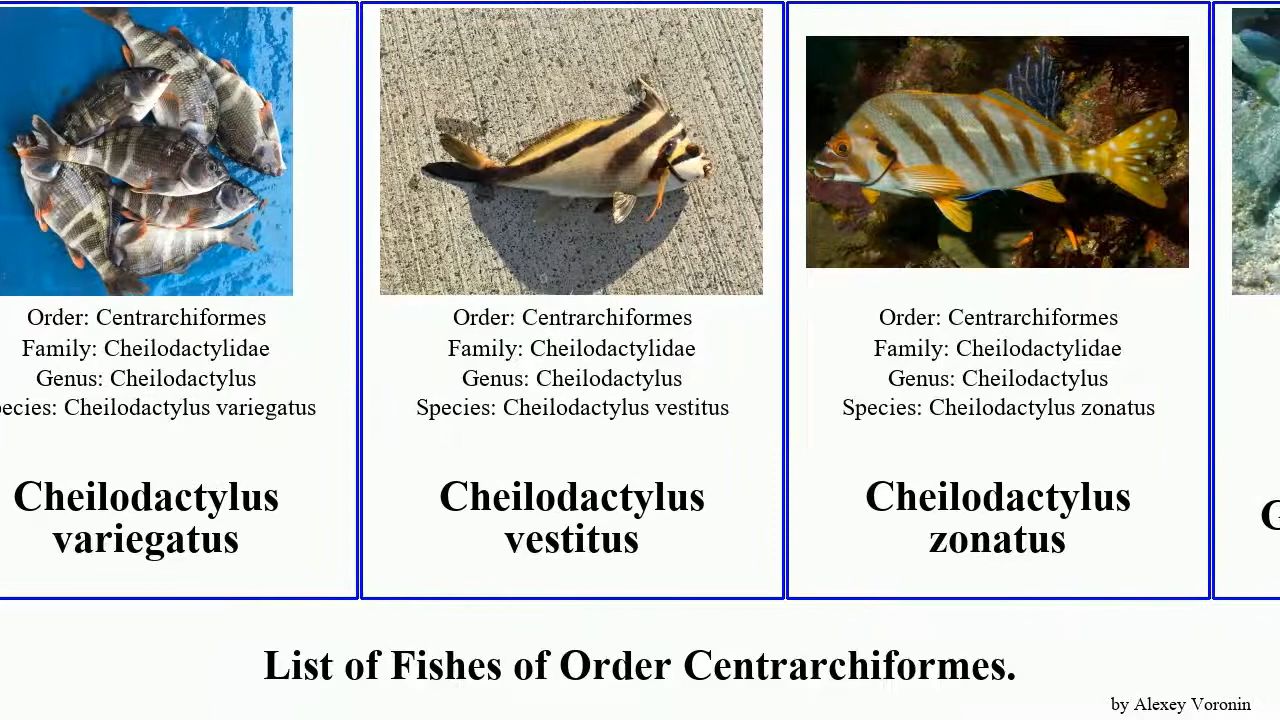 Order: Centrarchiformes
Family: Cheilodactylidae
Genus: Cheilodactylus
pecies: Cheilodactylus variegatus
Cheilodactylus
variegatus
Order: Centrarchiformes
Family: Cheilodactylidae
Genus: Cheilodactylus
Species: Cheilodactylus vestitus
Cheilodactylus
vestitus
Order: Centrarchiformes
Family: Cheilodactylidae
Genus: Cheilodactylus
Species: Cheilodactylus zonatus
Cheilodactylus
zonatus
List of Fishes of Order Centrarchiformes.
by Alexey Voronin